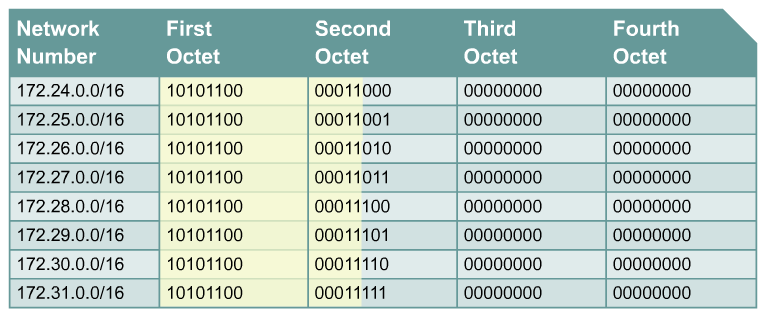 Network Number First Octet Second Octet Third Octet Fourth Octet
172.24.0.0/16 10101100 00011000 00000000 00000000
172.25.0.0/16 10101100 00011001 00000000 00000000
172.26.0.0/16 10101100 00011010 00000000 00000000
172.27.0.0/16 10101100 00011011 00000000 00000000
172.28.0.0/16 10101100 00011100 00000000 00000000
172.29.0.0/16 10101100 00011101 00000000 00000000
172.30.0.0/16 10101100 00011110 00000000 00000000
172.31.0.0/16 10101100 00011111 00000000 00000000